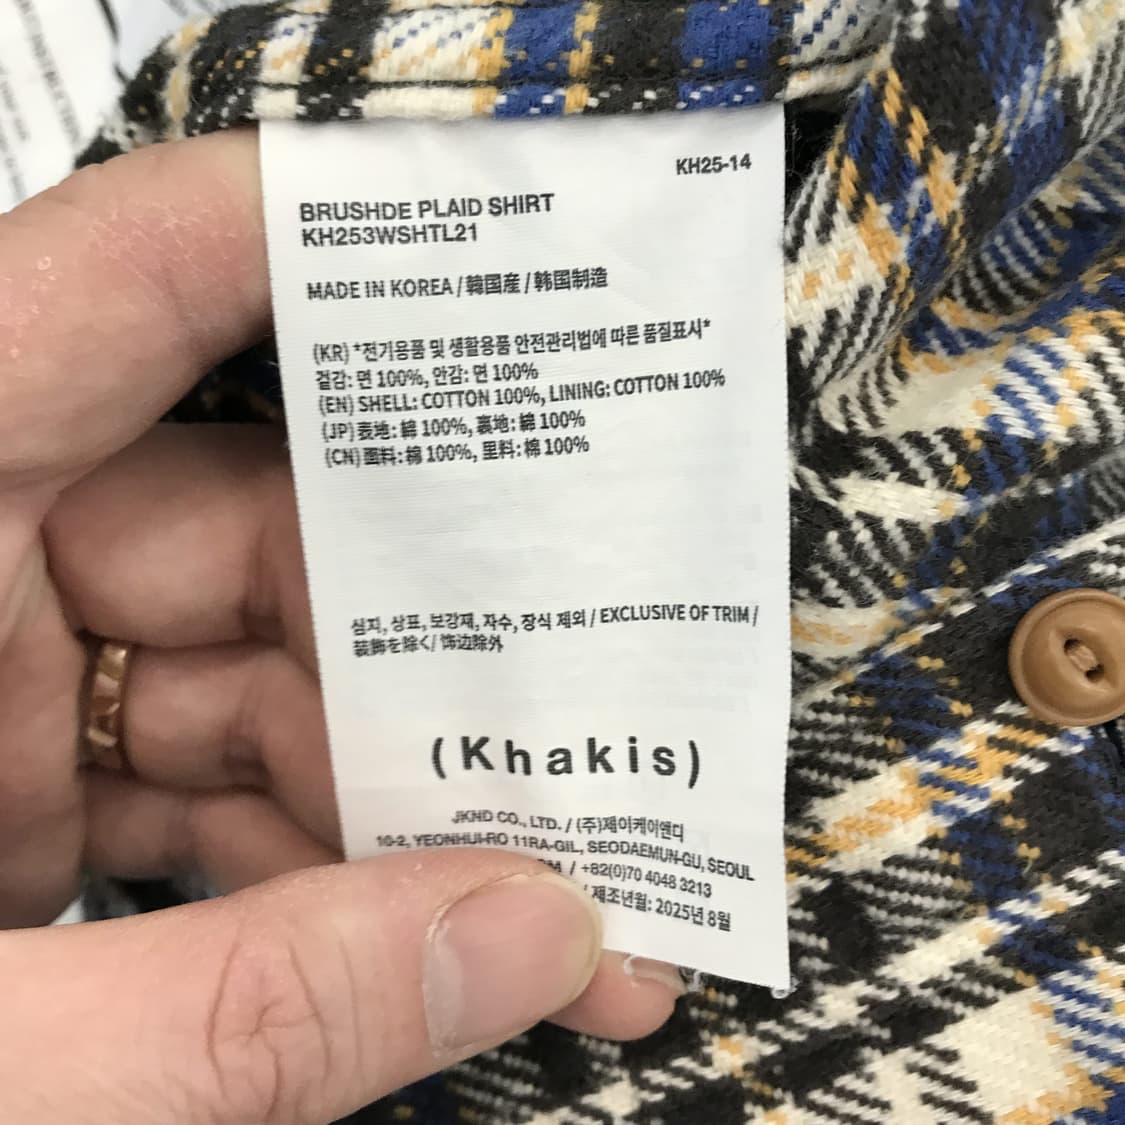 KH25-14
BRUSHDE PLAID SHIRT
KH253WSHTL21
MADE IN KOREA / 韓国産 / 韩国制造
(KR) *전기용품 및 생활용품 안전관리법에 따른 품질표시*
겉감: 면 100%, 안감: 면 100%
(EN) SHELL: COTTON 100%, LINING: COTTON 100%
(JP) 表地: 綿 100%, 裏地: 綿 100%
(CN) 面料: 棉 100%, 里料: 棉 100%
심지, 상표, 보강재, 자수, 장식 제외 / EXCLUSIVE OF TRIM /
装飾を除く/ 饰边除外
(Khakis)
JKND CO., LTD. / (주)제이케이앤디
10-2, YEONHUI-RO 11RA-GIL, SEODAEMUN-GU, SEOUL
/ +82(0)70 4048 3213
/ 제조년월: 2025년 8월